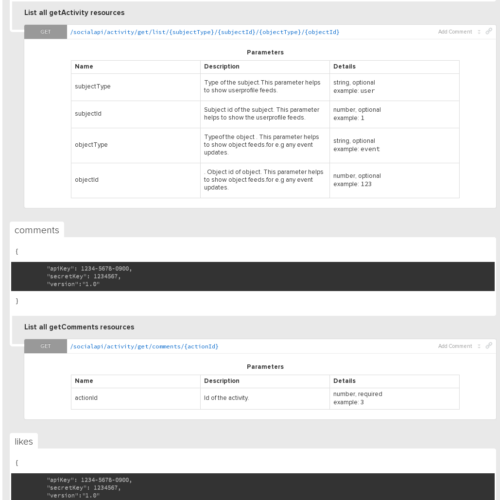 List all getActivity resources
GET /socialapi/activity/get/list/{subjectType}/{subjectId}/{objectType}/{objectId} Add Comment
Parameters
Name Description Details
subjectType Type of the subject.This parameter helps to show userprofile feeds. string, optional
example: user
subjectId Subject id of the subject. This parameter helps to show the userprofile feeds. number, optional
example: 1
objectType Typeof the object . This parameter helps to show object feeds.for e.g any event updates. string, optional
example: event
objectId . Object id of object. This parameter helps to show object feeds.for e.g any event updates. number, optional
example: 123
comments
{
"apiKey": 1234-5678-0900,
"secretKey": 1234567,
"version":"1.0"
}
List all getComments resources
GET /socialapi/activity/get/comments/{actionId} Add Comment
Parameters
Name Description Details
actionId Id of the activity. number, required
example: 3
likes
{
"apiKey": 1234-5678-0900,
"secretKey": 1234567,
"version":"1.0"